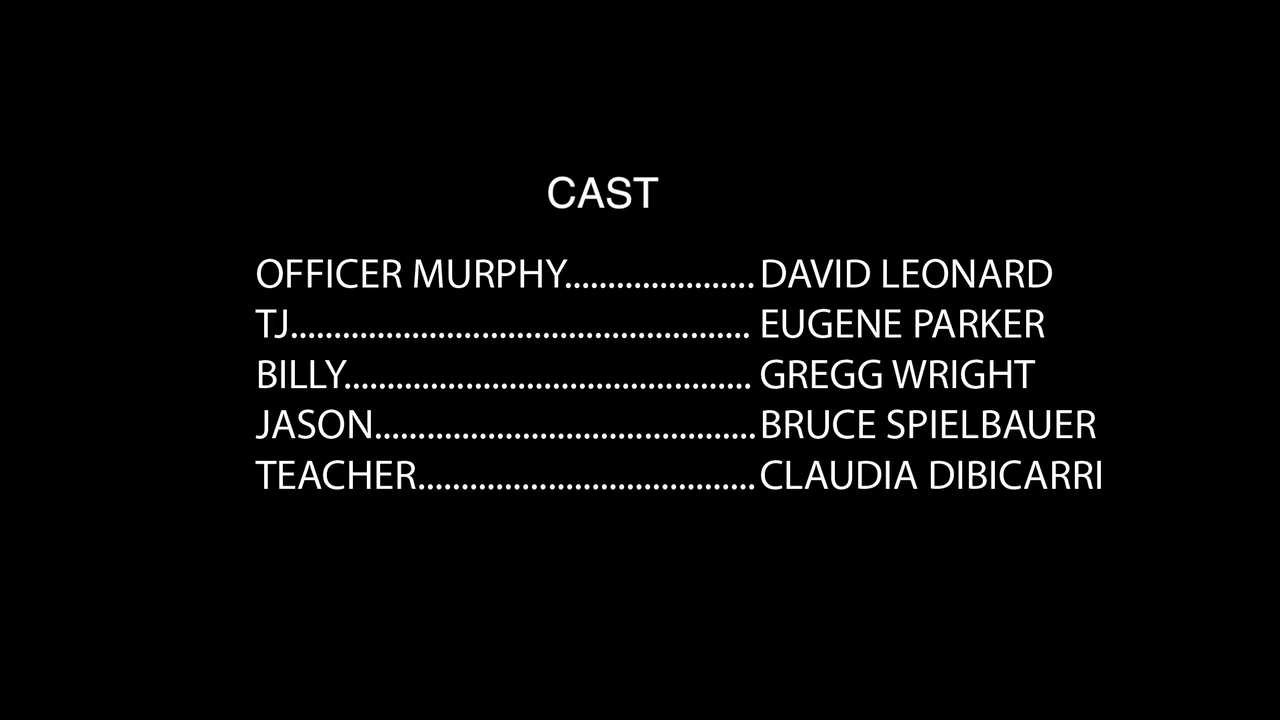 CAST
OFFICER MURPHY...................... DAVID LEONARD
TJ..................................................... EUGENE PARKER
BILLY............................................... GREGG WRIGHT
JASON............................................ BRUCE SPIELBAUER
TEACHER....................................... CLAUDIA DIBICARRI